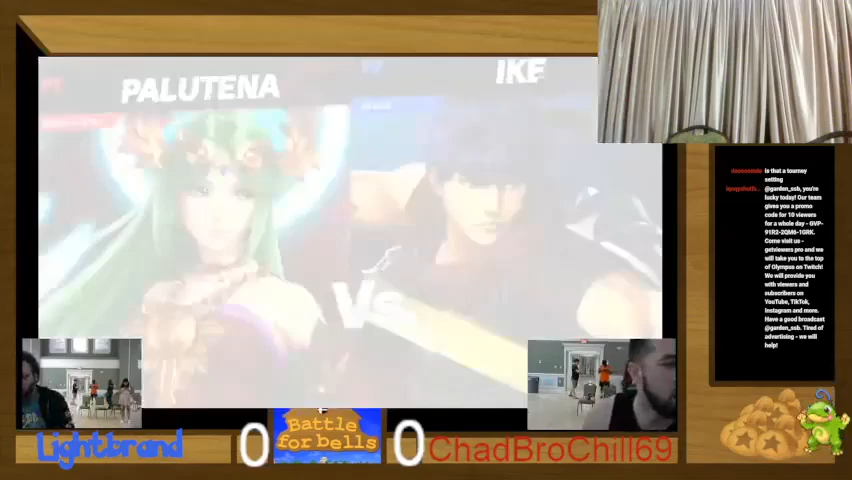 PALUTENA
IKE
Vs
is that a tourney
setting
@garden_ssb, you're
lucky today! Our team
gives you a promo
code for 10 viewers
for a whole day - GVP-
91R2-2QM6-1GRK.
Come visit us -
getviewers pro and we
will take you to the top
of Olympus on Twitch!
We will provide you
with viewers and
subscribers on
YouTube, TikTok,
Instagram and more.
Have a good broadcast
@garden_ssb. Tired of
advertising - we will
help!
Lightbrand
0
Battle
for bells
0
ChadBroChill69